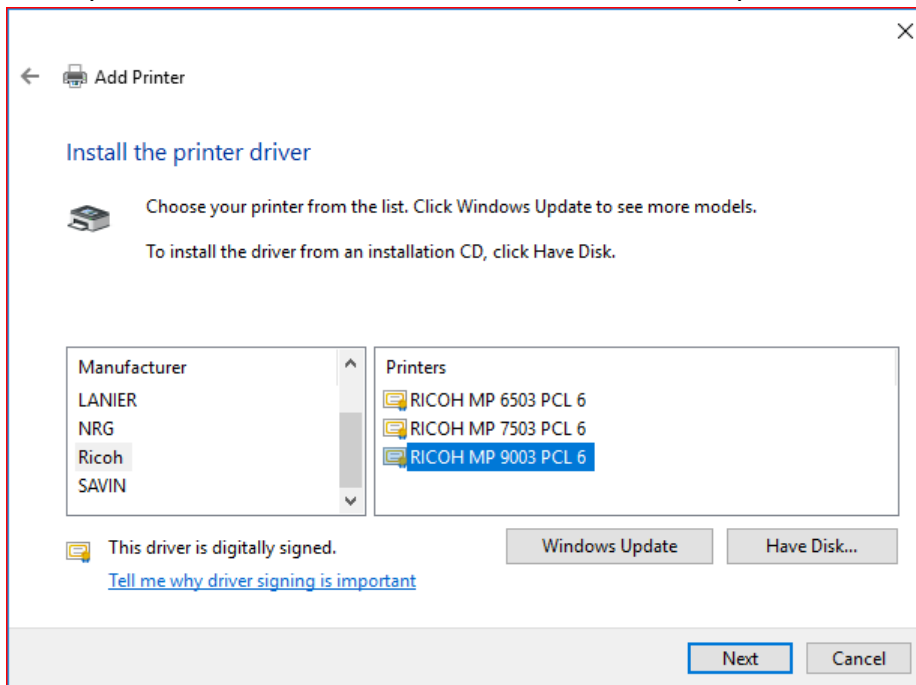 Add Printer
Install the printer driver
Choose your printer from the list. Click Windows Update to see more models.
To install the driver from an installation CD, click Have Disk.
Manufacturer
LANIER
NRG
Ricoh
SAVIN
Printers
RICOH MP 6503 PCL 6
RICOH MP 7503 PCL 6
RICOH MP 9003 PCL 6
This driver is digitally signed.
Tell me why driver signing is important
Windows Update
Have Disk...
Next
Cancel